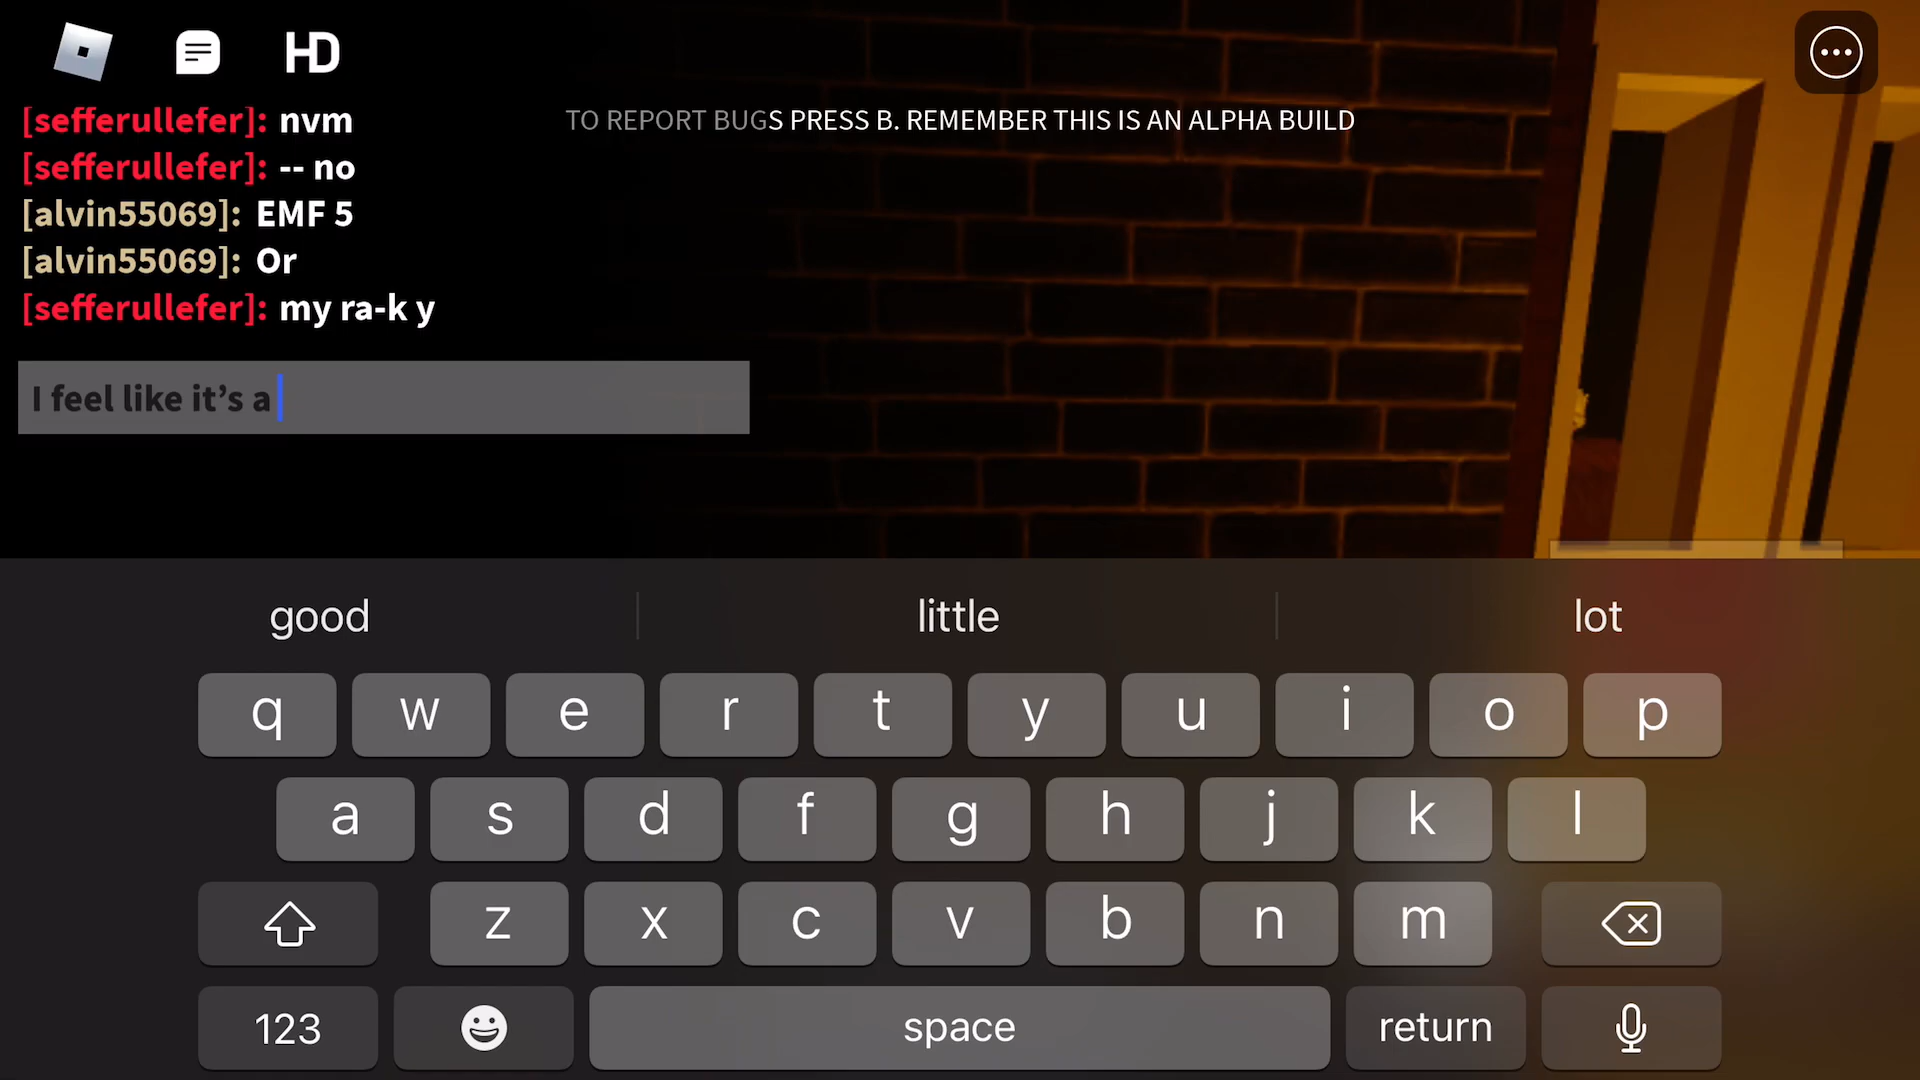 HD
[sefferullefer]: nvm
TO REPORT BUGS PRESS B. REMEMBER THIS IS AN ALPHA BUILD
[sefferullefer]: -- no
[alvin55069]: EMF 5
[alvin55069]: Or
[sefferullefer]: my ra-k y
I feel like it’s a
good little lot
q w e r t y u i o p
a s d f g h j k l
z x c v b n m
123 space return